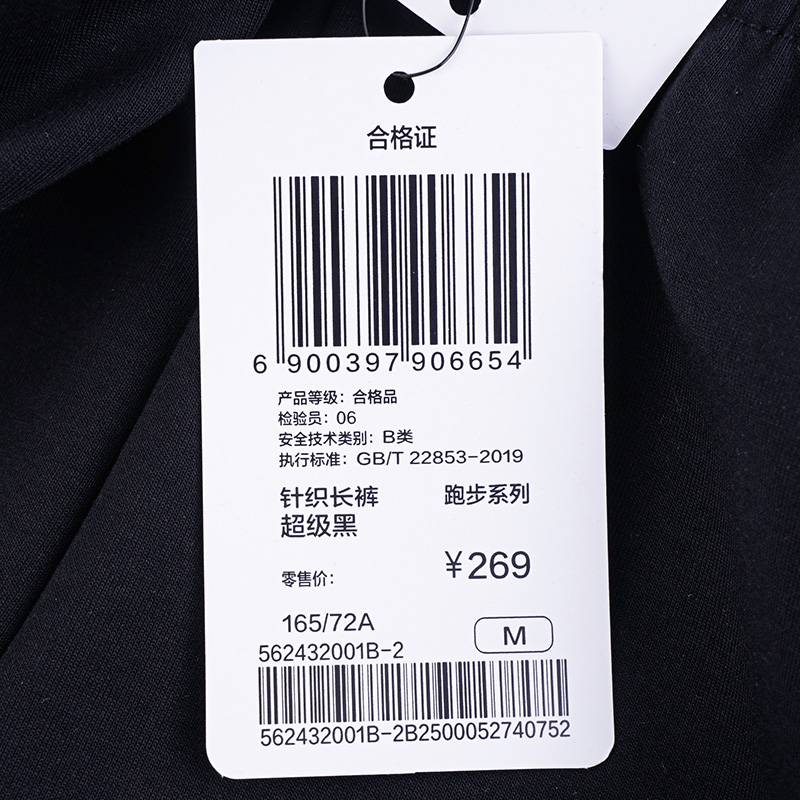 合格证
6 900397 906654
产品等级：合格品
检验员：06
安全技术类别：B类
执行标准：GB/T 22853-2019
针织长裤 跑步系列
超级黑
零售价： ¥269
165/72A M
562432001B-2
562432001B-2B2500052740752